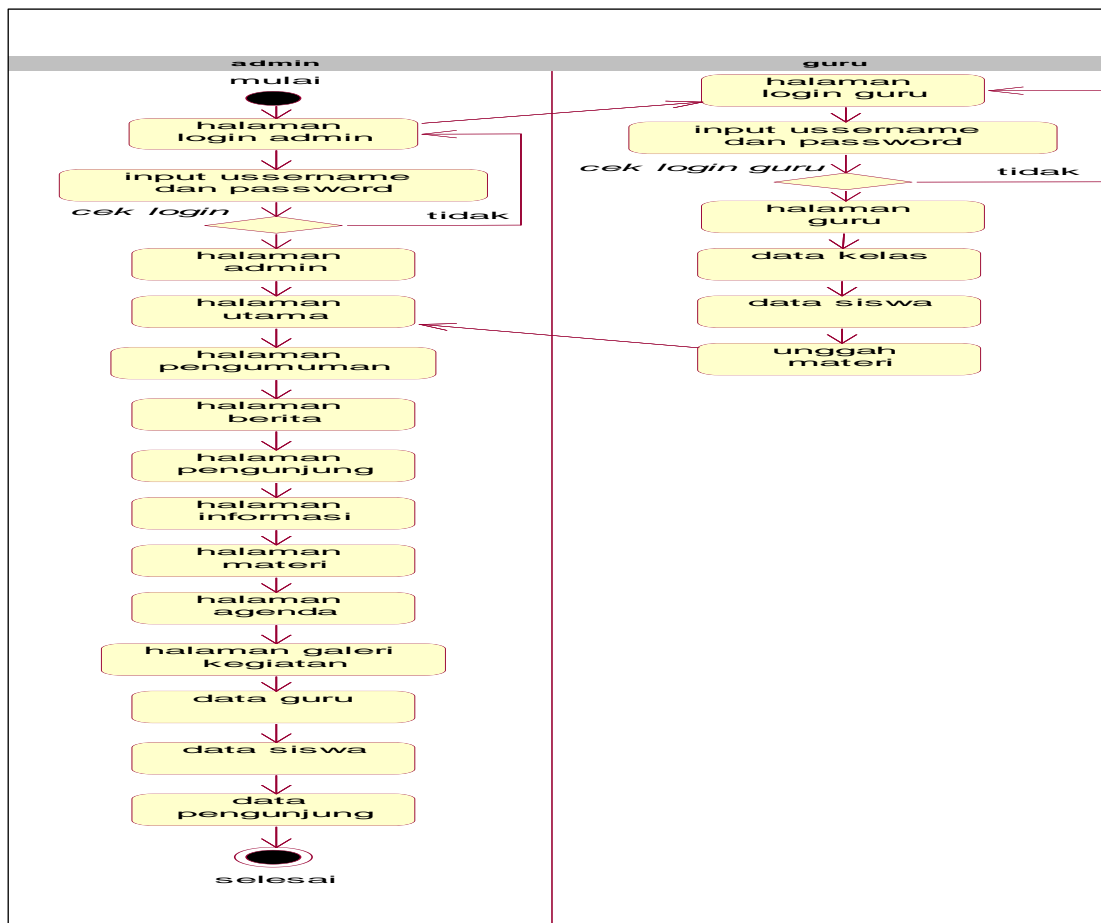 admin
mulai
halaman
login admin
input ussername
dan password
cek login
tidak
halaman
admin
halaman
utama
halaman
pengumuman
halaman
berita
halaman
pengunjung
halaman
informasi
halaman
materi
halaman
agenda
halaman galeri
kegiatan
data guru
data siswa
data
pengunjung
selesai
guru
halaman
login guru
input ussername
dan password
cek login guru
tidak
halaman
guru
data kelas
data siswa
unggah
materi